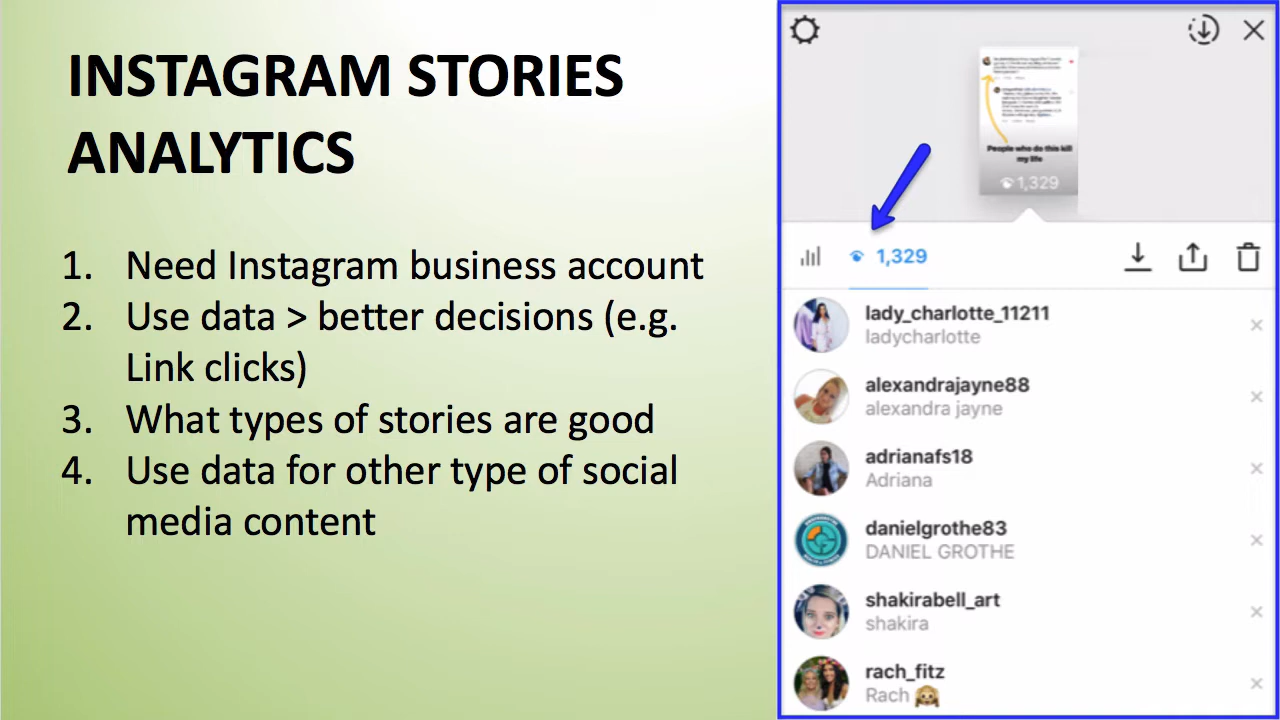 INSTAGRAM STORIES
ANALYTICS
1. Need Instagram business account
2. Use data > better decisions (e.g.
Link clicks)
3. What types of stories are good
4. Use data for other type of social
media content
People who do this kill
my life
1,329
1,329
lady_charlotte_11211
ladycharlotte
alexandrajayne88
alexandra jayne
adrianafs18
Adriana
danielgrothe83
DANIEL GROTHE
shakirabell_art
shakira
rach_fitz
Rach 🙈